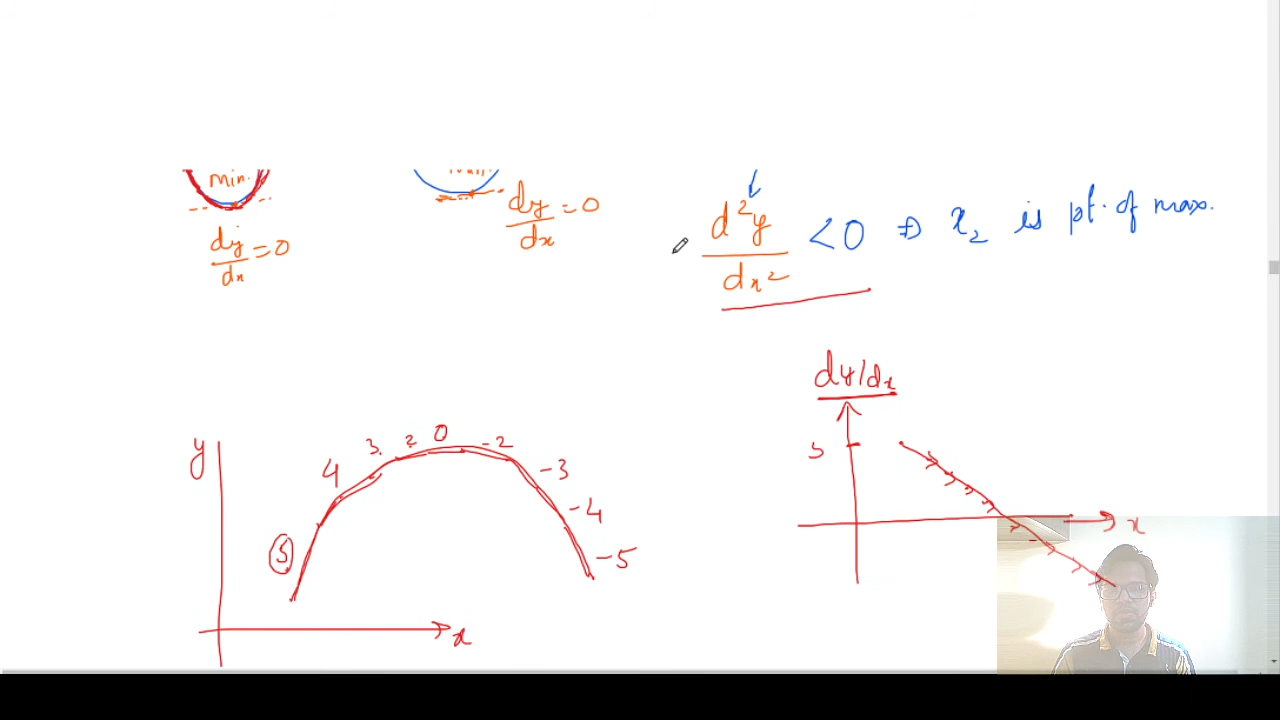 min.
dy/dx = 0
dy/dx = 0
d²y/dx² < 0 ⇒ x₂ is pt. of max.
dy/dx
5
x
y
5 4 3 2 0 -2 -3 -4 -5
x